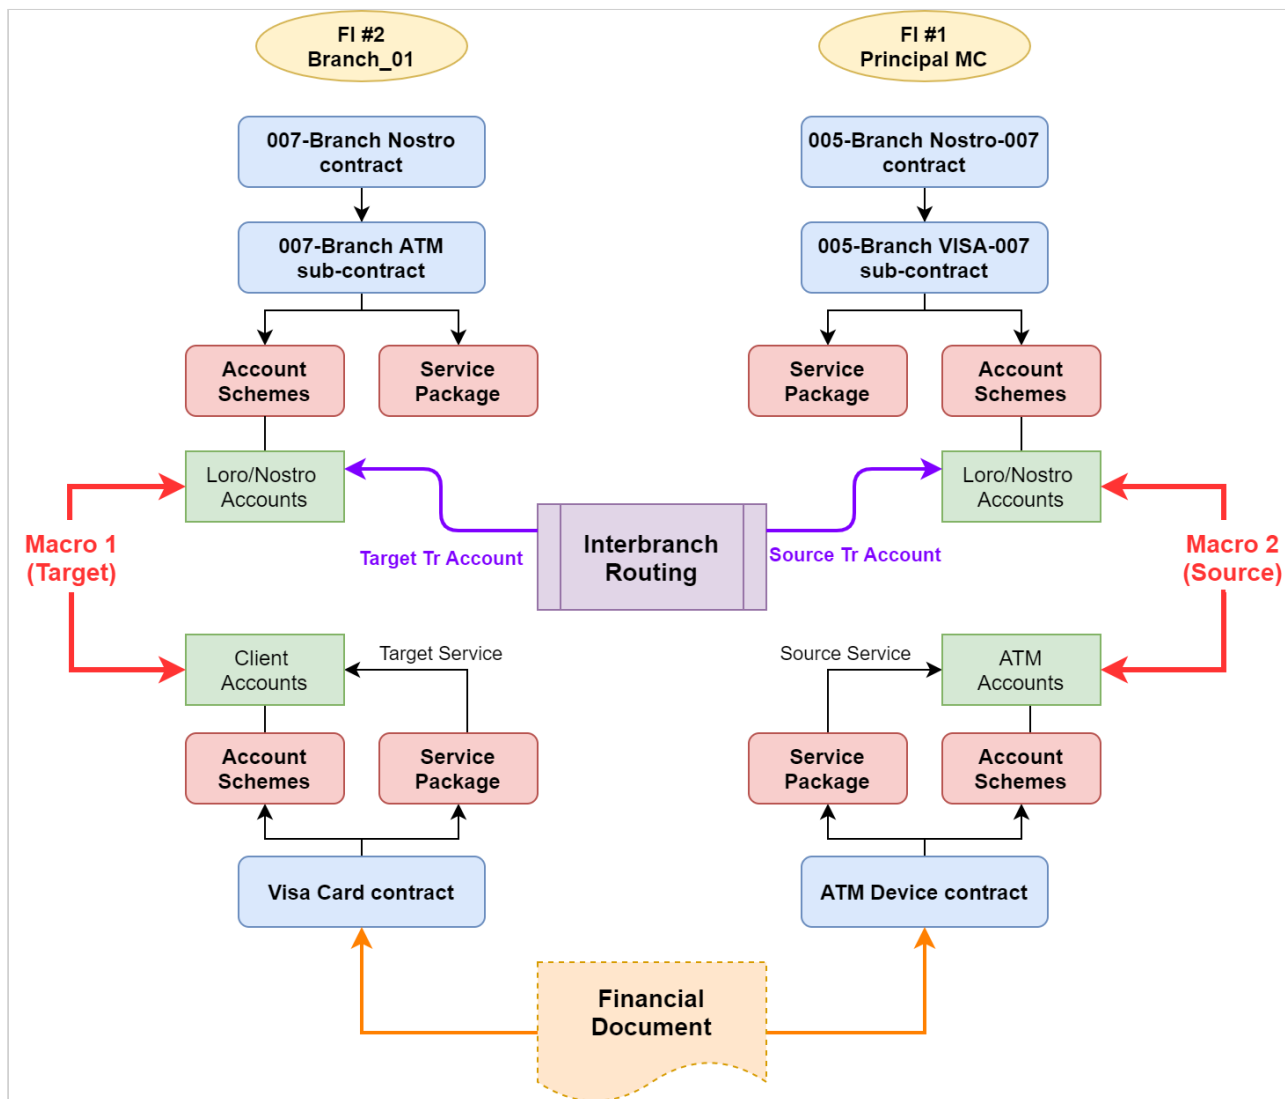 FI #2
Branch_01
FI #1
Principal MC
007-Branch Nostro
contract
005-Branch Nostro-007
contract
007-Branch ATM
sub-contract
005-Branch VISA-007
sub-contract
Account
Schemes
Service
Package
Service
Package
Account
Schemes
Loro/Nostro
Accounts
Loro/Nostro
Accounts
Macro 1
(Target)
Target Tr Account
Interbranch
Routing
Source Tr Account
Macro 2
(Source)
Client
Accounts
Target Service
Source Service
ATM
Accounts
Account
Schemes
Service
Package
Service
Package
Account
Schemes
Visa Card contract
ATM Device contract
Financial
Document